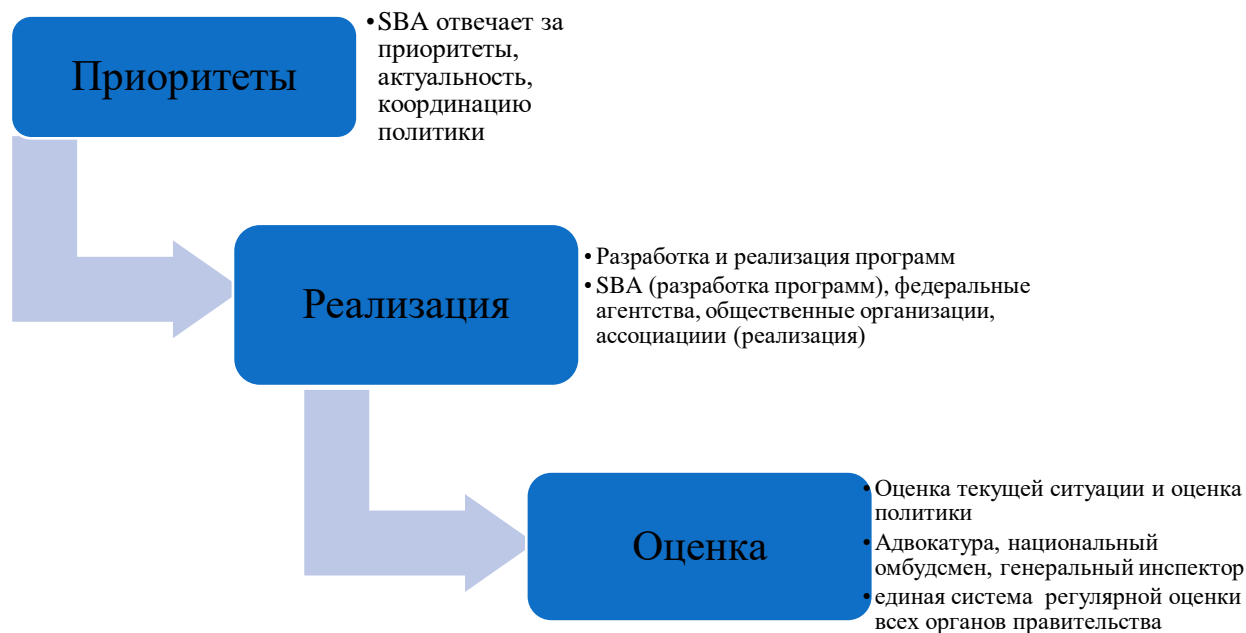 Приоритеты
•SBA отвечает за
приоритеты,
актуальность,
координацию
политики
Реализация
• Разработка и реализация программ
• SBA (разработка программ), федеральные
агентства, общественные организации,
ассоциациии (реализация)
Оценка
• Оценка текущей ситуации и оценка
политики
• Адвокатура, национальный
омбудсмен, генеральный инспектор
• единая система регулярной оценки
всех органов правительства